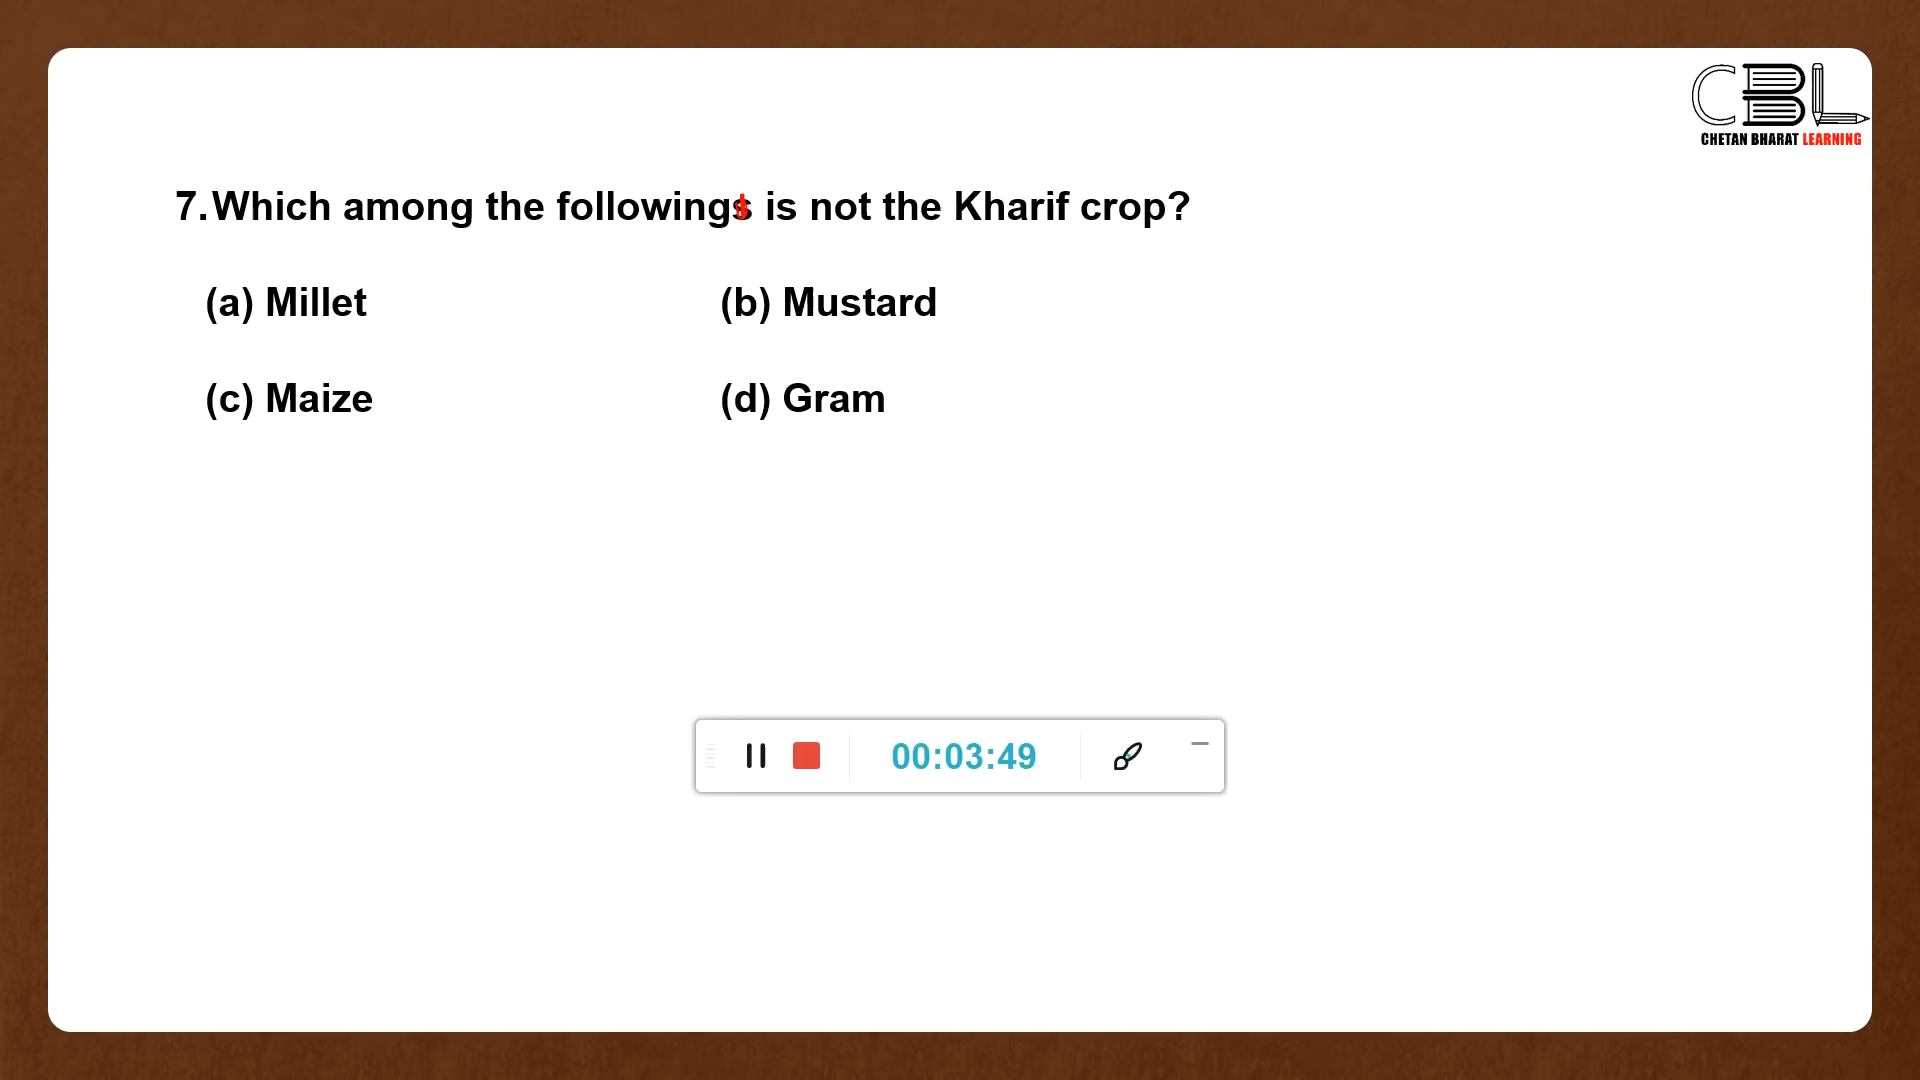 CBL
CHETAN BHARAT LEARNING
7. Which among the followings is not the Kharif crop?
(a) Millet (b) Mustard
(c) Maize (d) Gram
00:03:49